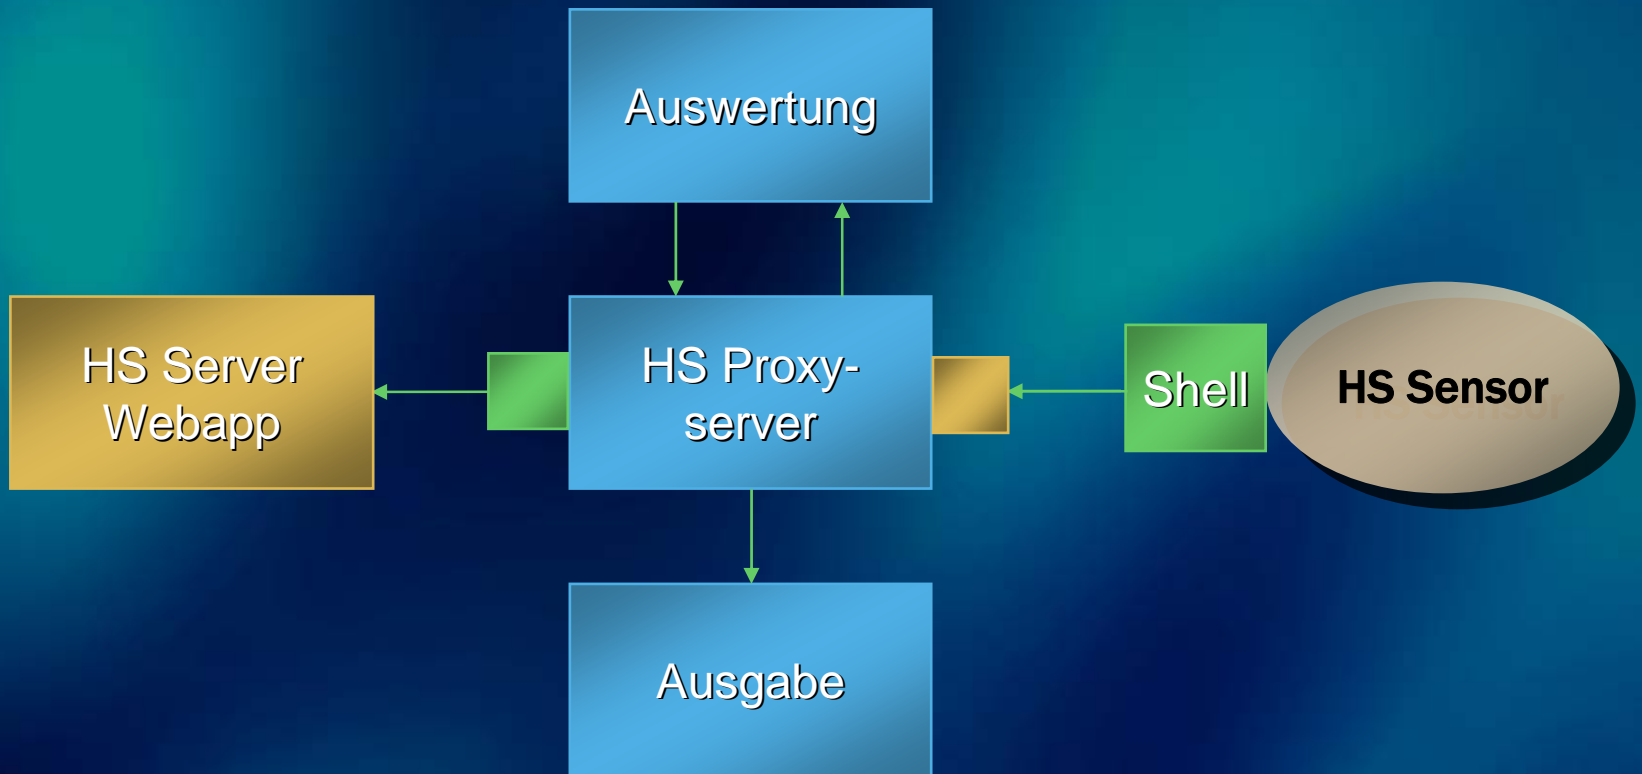 Auswertung
HS Server
Webapp
HS Proxy-
server
Shell
HS Sensor
Ausgabe